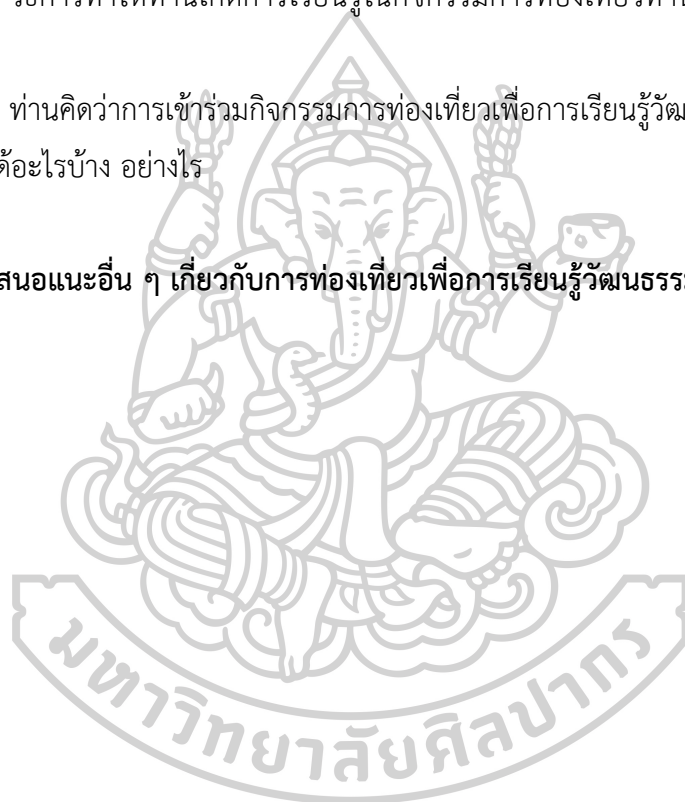 ท่านคิดว่าการเข้าร่วมกิจกรรมการท่องเที่ยวเพื่อการเรียนรู้วัฒ
ด้อะไรบ้าง อย่างไร
สนอแนะอื่น ๆ เกี่ยวกับการท่องเที่ยวเพื่อการเรียนรู้วัฒนธรร
มหาวิทยาลัยศิลปากร